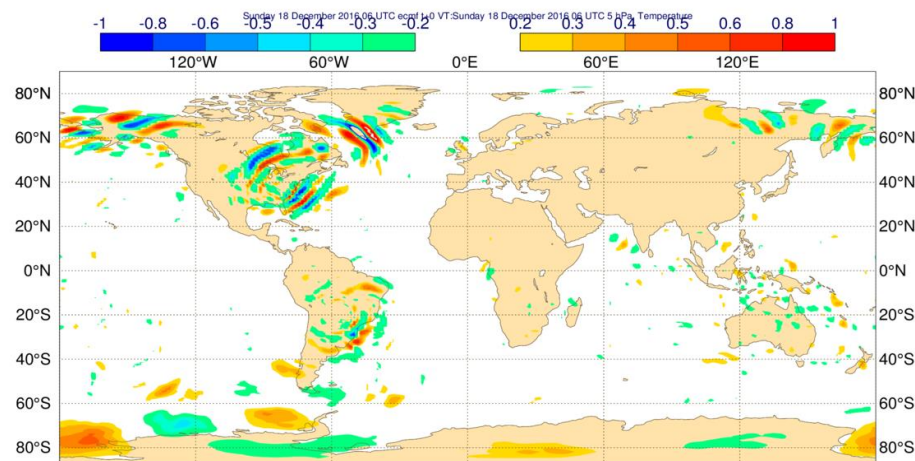 Sunday 18 December 2016 06 UTC ecmf t+0 VT:Sunday 18 December 2016 06 UTC 5 hPa Temperature
-1 -0.8 -0.6 -0.5 -0.4 -0.3 -0.2 0.2 0.3 0.4 0.5 0.6 0.8 1
120°W 60°W 0°E 60°E 120°E
80°N 80°N
60°N 60°N
40°N 40°N
20°N 20°N
0°N 0°N
20°S 20°S
40°S 40°S
60°S 60°S
80°S 80°S